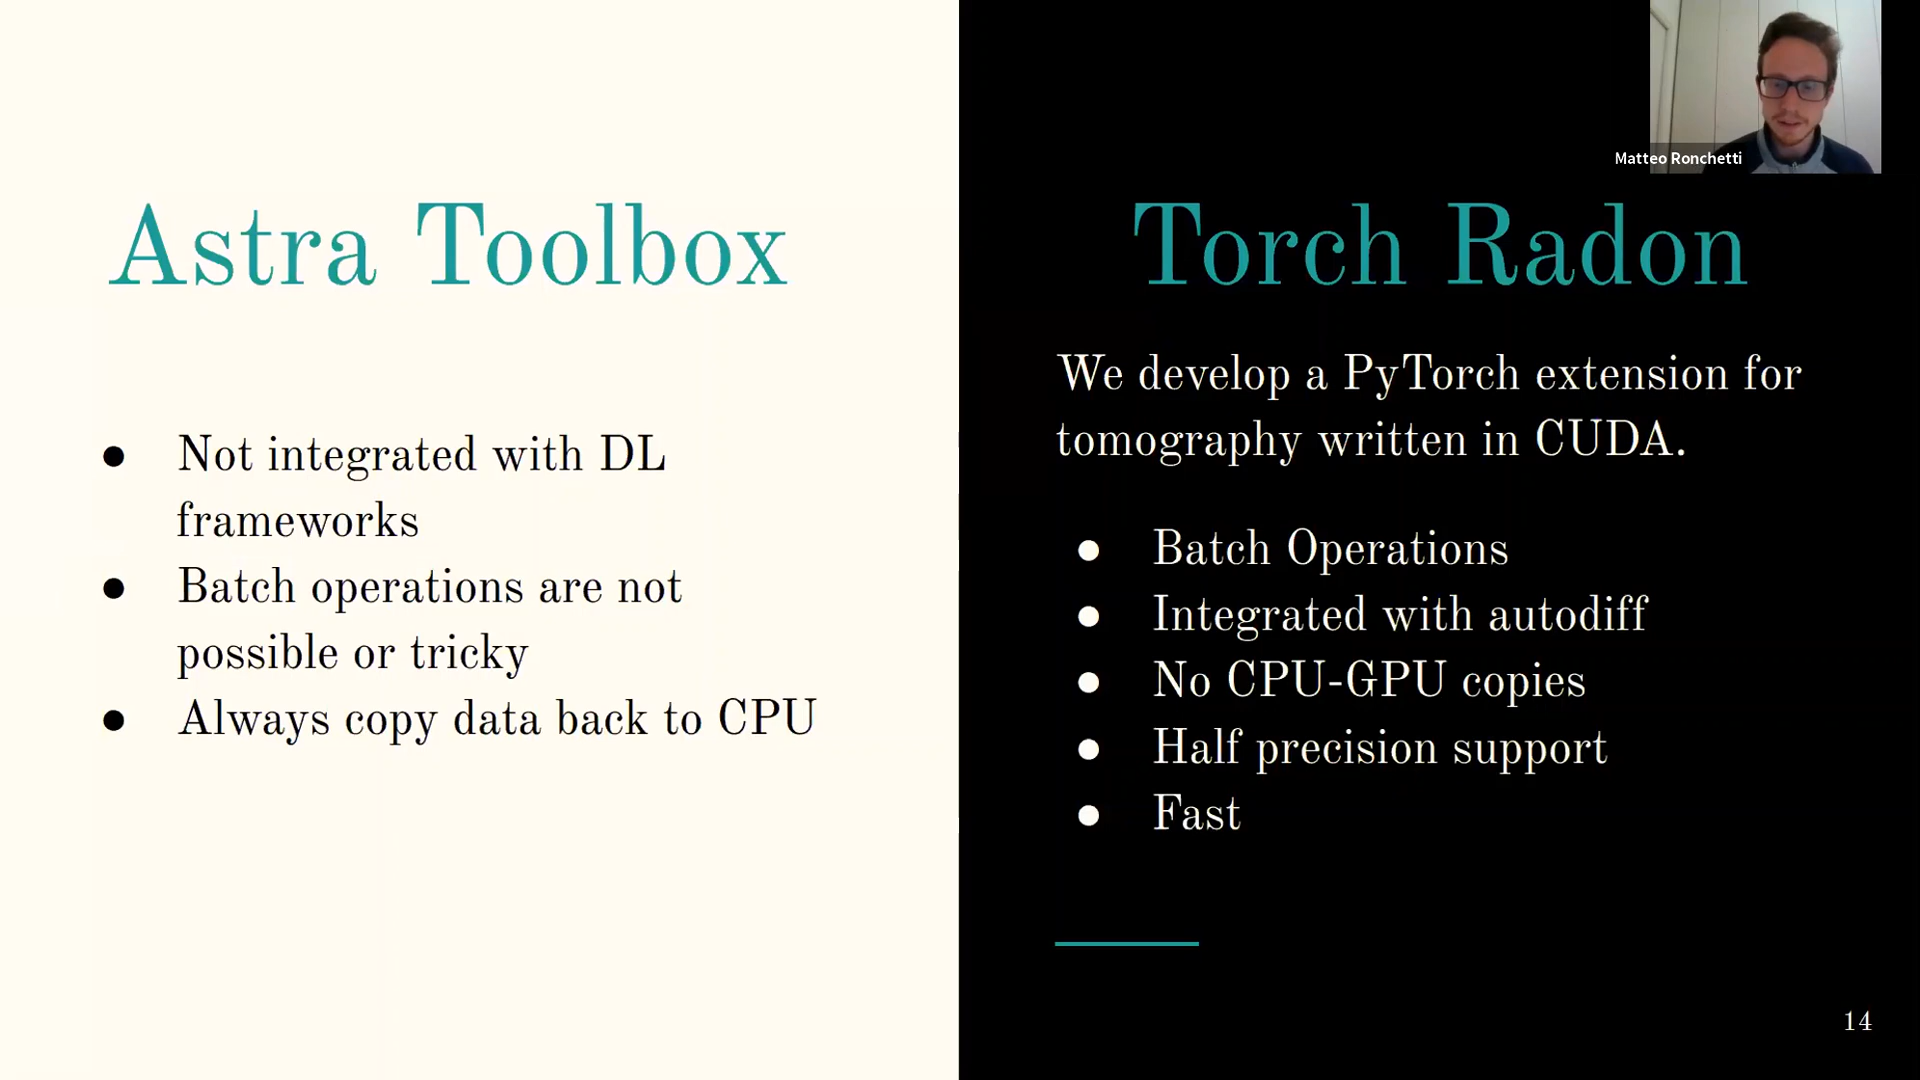 Astra Toolbox
● Not integrated with DL
frameworks
● Batch operations are not
possible or tricky
● Always copy data back to CPU
Matteo Ronchetti
Torch Radon
We develop a PyTorch extension for
tomography written in CUDA.
● Batch Operations
● Integrated with autodiff
● No CPU-GPU copies
● Half precision support
● Fast
14